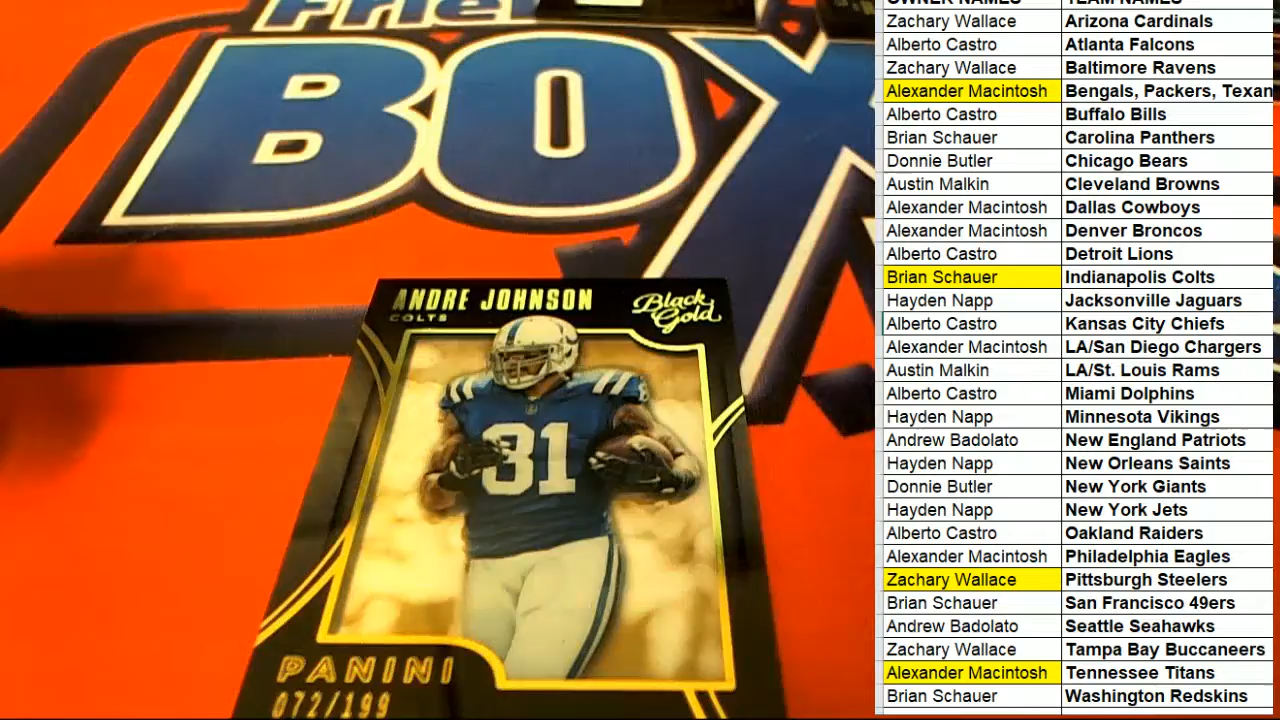 Frie
BOX
ANDRE JOHNSON
COLTS
Black Gold
81
PANINI
072/199
OWNER NAMES TEAM NAMES
Zachary Wallace Arizona Cardinals
Alberto Castro Atlanta Falcons
Zachary Wallace Baltimore Ravens
Alexander Macintosh Bengals, Packers, Texan
Alberto Castro Buffalo Bills
Brian Schauer Carolina Panthers
Donnie Butler Chicago Bears
Austin Malkin Cleveland Browns
Alexander Macintosh Dallas Cowboys
Alexander Macintosh Denver Broncos
Alberto Castro Detroit Lions
Brian Schauer Indianapolis Colts
Hayden Napp Jacksonville Jaguars
Alberto Castro Kansas City Chiefs
Alexander Macintosh LA/San Diego Chargers
Austin Malkin LA/St. Louis Rams
Alberto Castro Miami Dolphins
Hayden Napp Minnesota Vikings
Andrew Badolato New England Patriots
Hayden Napp New Orleans Saints
Donnie Butler New York Giants
Hayden Napp New York Jets
Alberto Castro Oakland Raiders
Alexander Macintosh Philadelphia Eagles
Zachary Wallace Pittsburgh Steelers
Brian Schauer San Francisco 49ers
Andrew Badolato Seattle Seahawks
Zachary Wallace Tampa Bay Buccaneers
Alexander Macintosh Tennessee Titans
Brian Schauer Washington Redskins